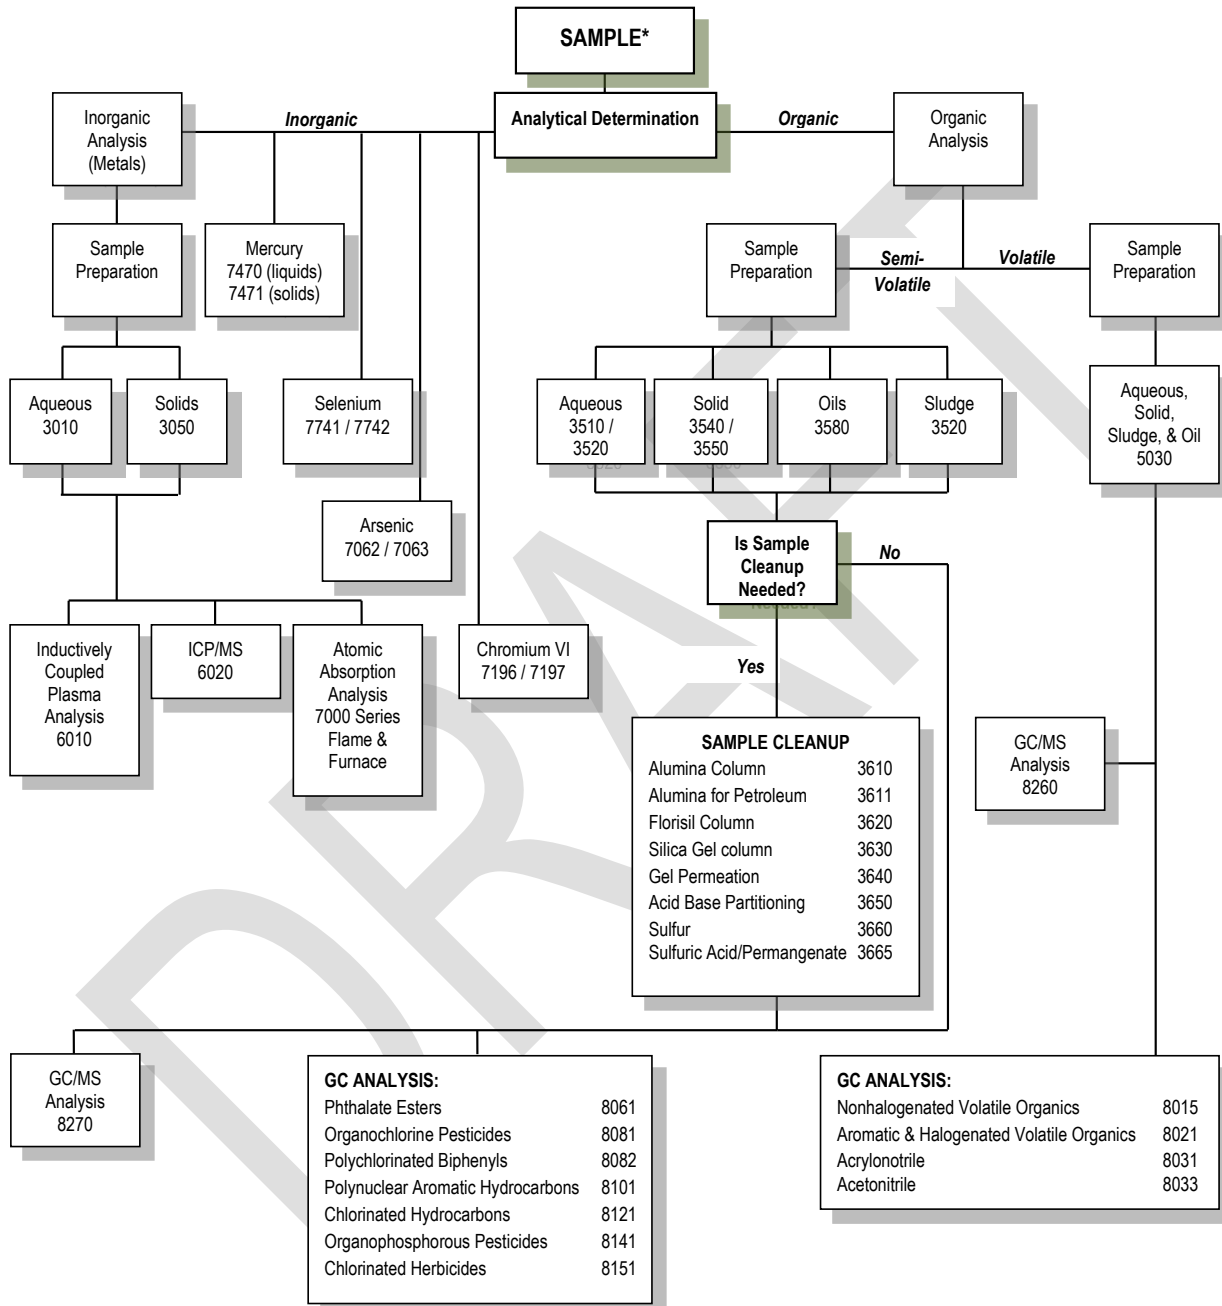 SAMPLE*
Analytical Determination
Inorganic
Organic
Inorganic
Analysis
(Metals)
Organic
Analysis
Sample
Preparation
Mercury
7470 (liquids)
7471 (solids)
Sample
Preparation
Semi-
Volatile
Volatile
Sample
Preparation
Aqueous
3010
Solids
3050
Selenium
7741 / 7742
Aqueous
3510 /
3520
Solid
3540 /
3550
Oils
3580
Sludge
3520
Aqueous,
Solid,
Sludge, & Oil
5030
Arsenic
7062 / 7063
Is Sample
Cleanup
Needed?
No
Yes
Inductively
Coupled
Plasma
Analysis
6010
ICP/MS
6020
Atomic
Absorption
Analysis
7000 Series
Flame &
Furnace
Chromium VI
7196 / 7197
SAMPLE CLEANUP
Alumina Column 3610
Alumina for Petroleum 3611
Florisil Column 3620
Silica Gel column 3630
Gel Permeation 3640
Acid Base Partitioning 3650
Sulfur 3660
Sulfuric Acid/Permangenate 3665
GC/MS
Analysis
8260
GC/MS
Analysis
8270
GC ANALYSIS:
Phthalate Esters 8061
Organochlorine Pesticides 8081
Polychlorinated Biphenyls 8082
Polynuclear Aromatic Hydrocarbons 8101
Chlorinated Hydrocarbons 8121
Organophosphorous Pesticides 8141
Chlorinated Herbicides 8151
GC ANALYSIS:
Nonhalogenated Volatile Organics 8015
Aromatic & Halogenated Volatile Organics 8021
Acrylonotrile 8031
Acetonitrile 8033
DRAFT